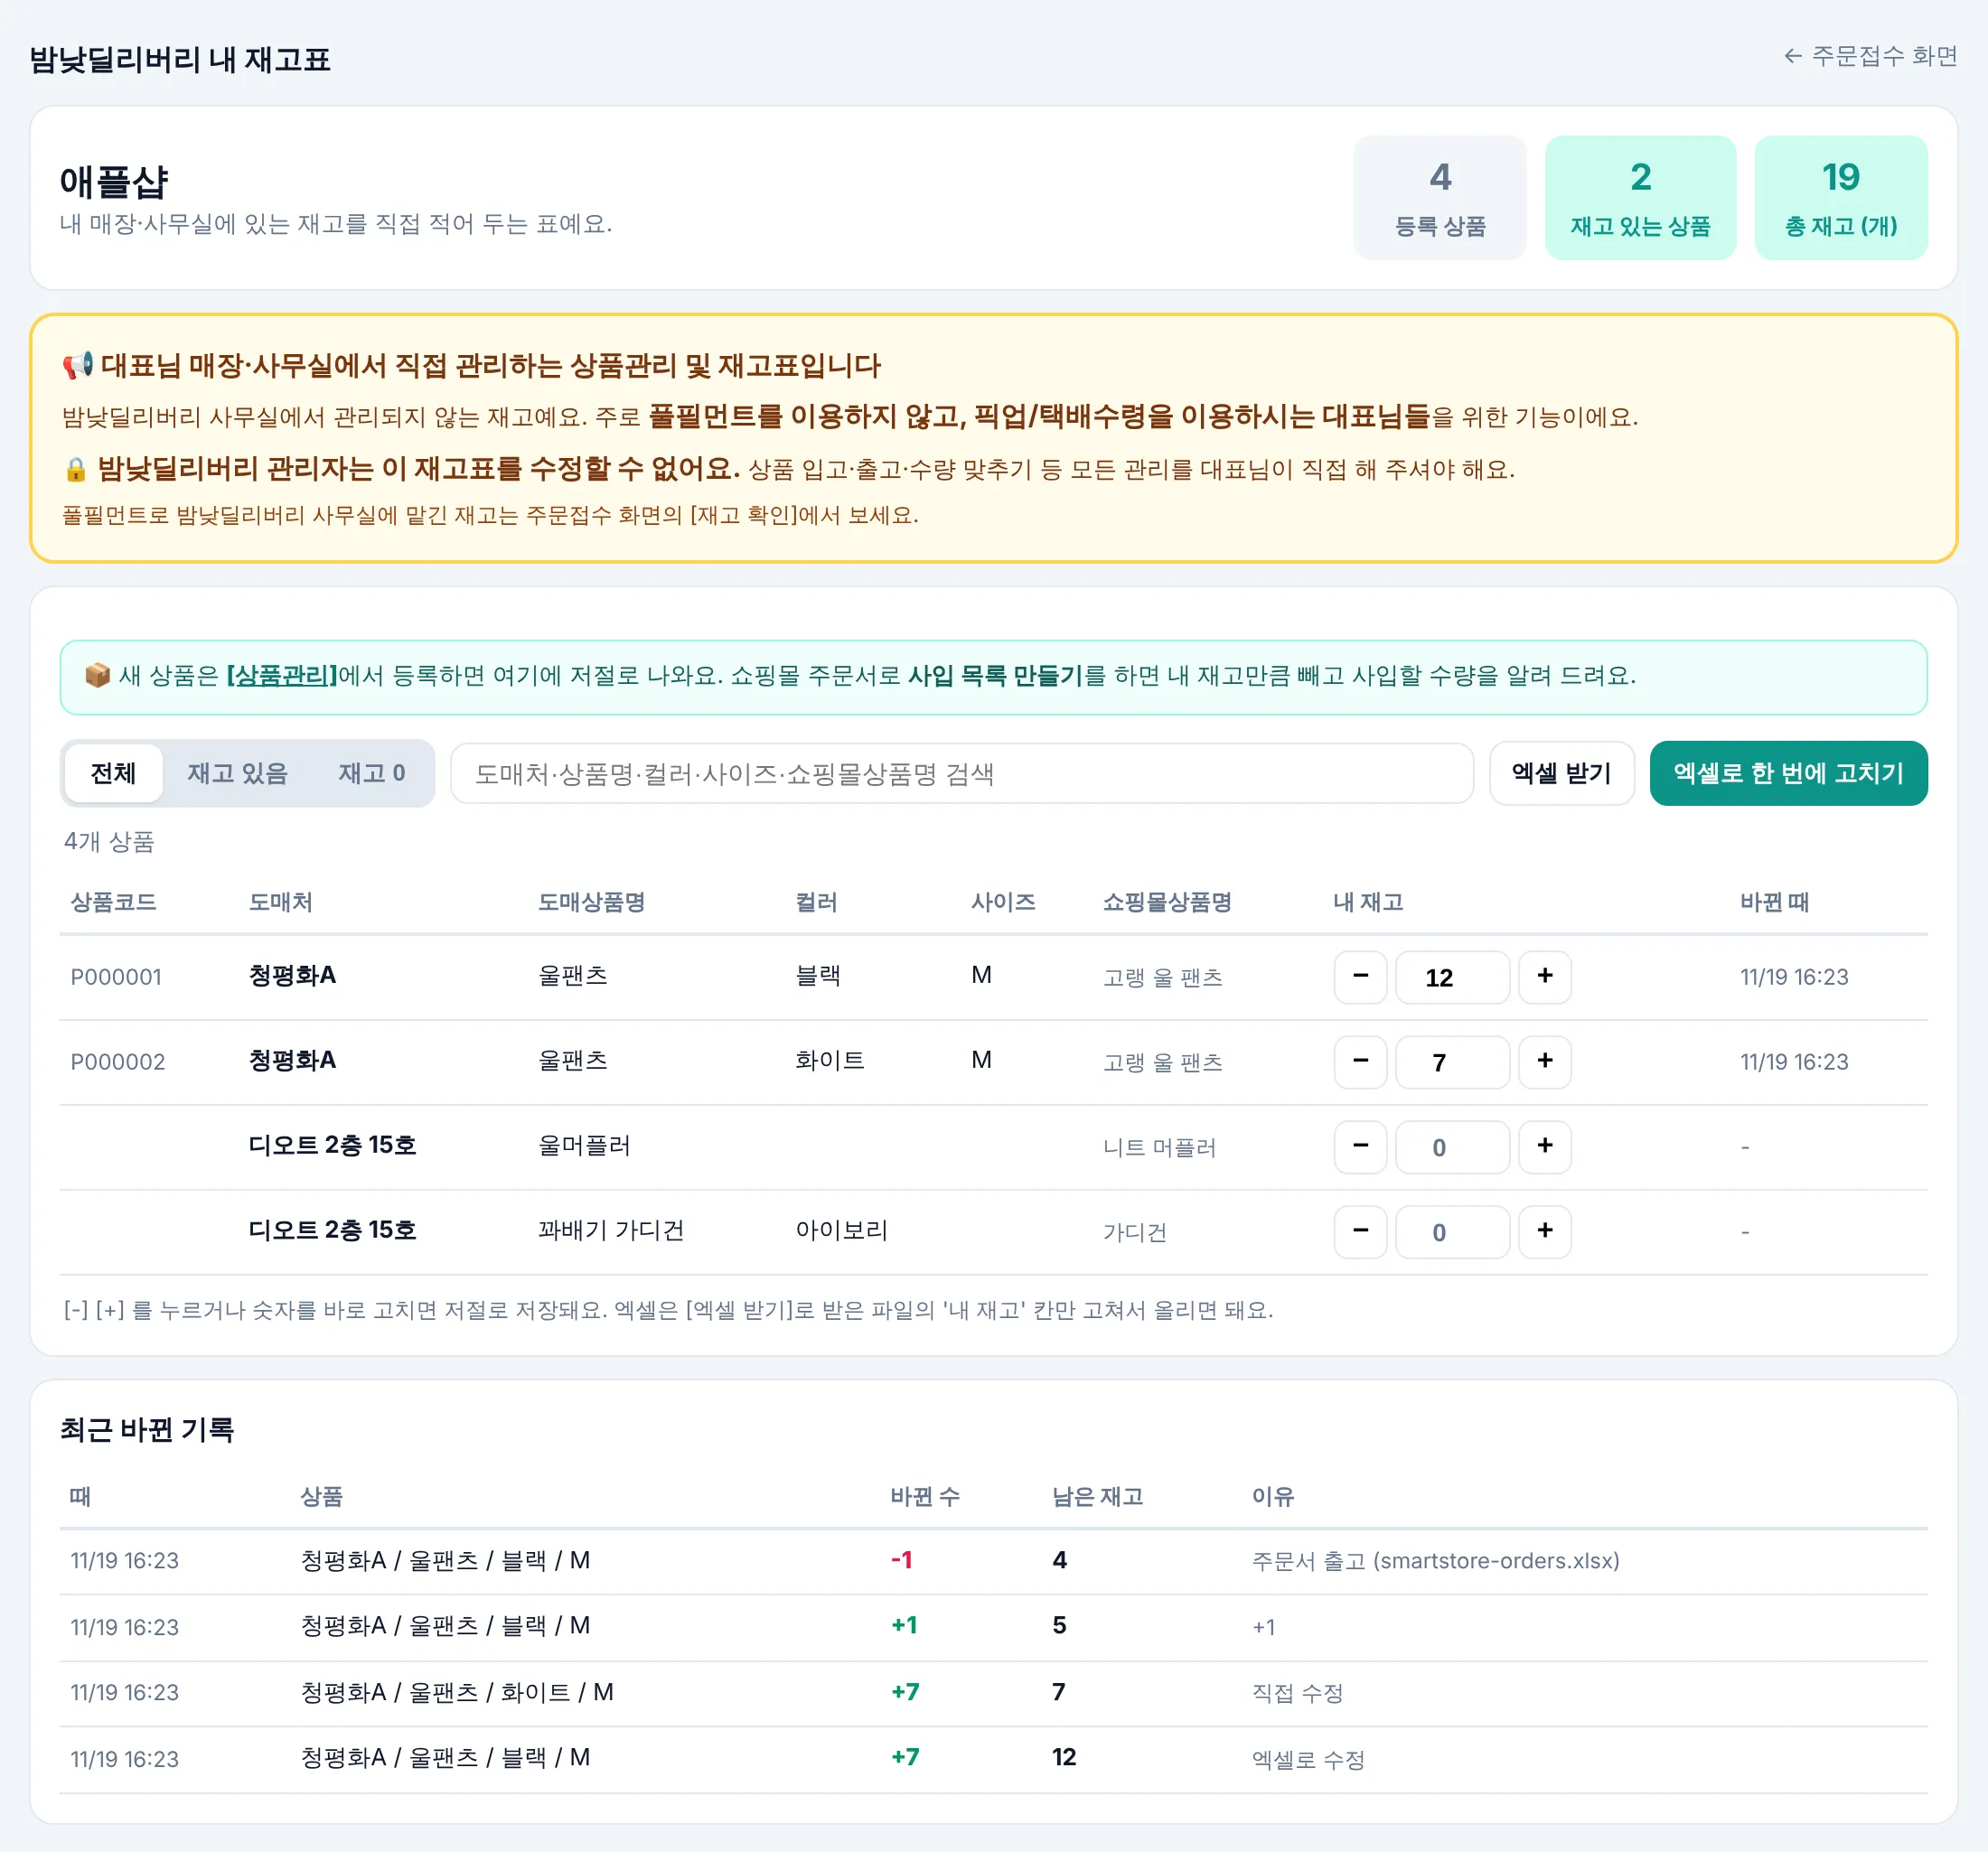 밤낮딜리버리 내 재고표
← 주문접수 화면
애플샵
내 매장·사무실에 있는 재고를 직접 적어 두는 표예요.
4
등록 상품
2
재고 있는 상품
19
총 재고 (개)
📢 대표님 매장·사무실에서 직접 관리하는 상품관리 및 재고표입니다
밤낮딜리버리 사무실에서 관리되지 않는 재고예요. 주로 풀필먼트를 이용하지 않고, 픽업/택배수령을 이용하시는 대표님들을 위한 기능이에요.
🔒 밤낮딜리버리 관리자는 이 재고표를 수정할 수 없어요. 상품 입고·출고·수량 맞추기 등 모든 관리를 대표님이 직접 해 주셔야 해요.
풀필먼트로 밤낮딜리버리 사무실에 맡긴 재고는 주문접수 화면의 [재고 확인]에서 보세요.
📦 새 상품은 [상품관리]에서 등록하면 여기에 저절로 나와요. 쇼핑몰 주문서로 사입 목록 만들기를 하면 내 재고만큼 빼고 사입할 수량을 알려 드려요.
전체 재고 있음 재고 0 도매처·상품명·컬러·사이즈·쇼핑몰상품명 검색 엑셀 받기 엑셀로 한 번에 고치기
4개 상품
상품코드 도매처 도매상품명 컬러 사이즈 쇼핑몰상품명 내 재고 바뀐 때
P000001 청평화A 울팬츠 블랙 M 고랭 울 팬츠 − 12 + 11/19 16:23
P000002 청평화A 울팬츠 화이트 M 고랭 울 팬츠 − 7 + 11/19 16:23
디오트 2층 15호 울머플러 니트 머플러 − 0 + -
디오트 2층 15호 꽈배기 가디건 아이보리 가디건 − 0 + -
[-] [+] 를 누르거나 숫자를 바로 고치면 저절로 저장돼요. 엑셀은 [엑셀 받기]로 받은 파일의 '내 재고' 칸만 고쳐서 올리면 돼요.
최근 바뀐 기록
때 상품 바뀐 수 남은 재고 이유
11/19 16:23 청평화A / 울팬츠 / 블랙 / M -1 4 주문서 출고 (smartstore-orders.xlsx)
11/19 16:23 청평화A / 울팬츠 / 블랙 / M +1 5 +1
11/19 16:23 청평화A / 울팬츠 / 화이트 / M +7 7 직접 수정
11/19 16:23 청평화A / 울팬츠 / 블랙 / M +7 12 엑셀로 수정